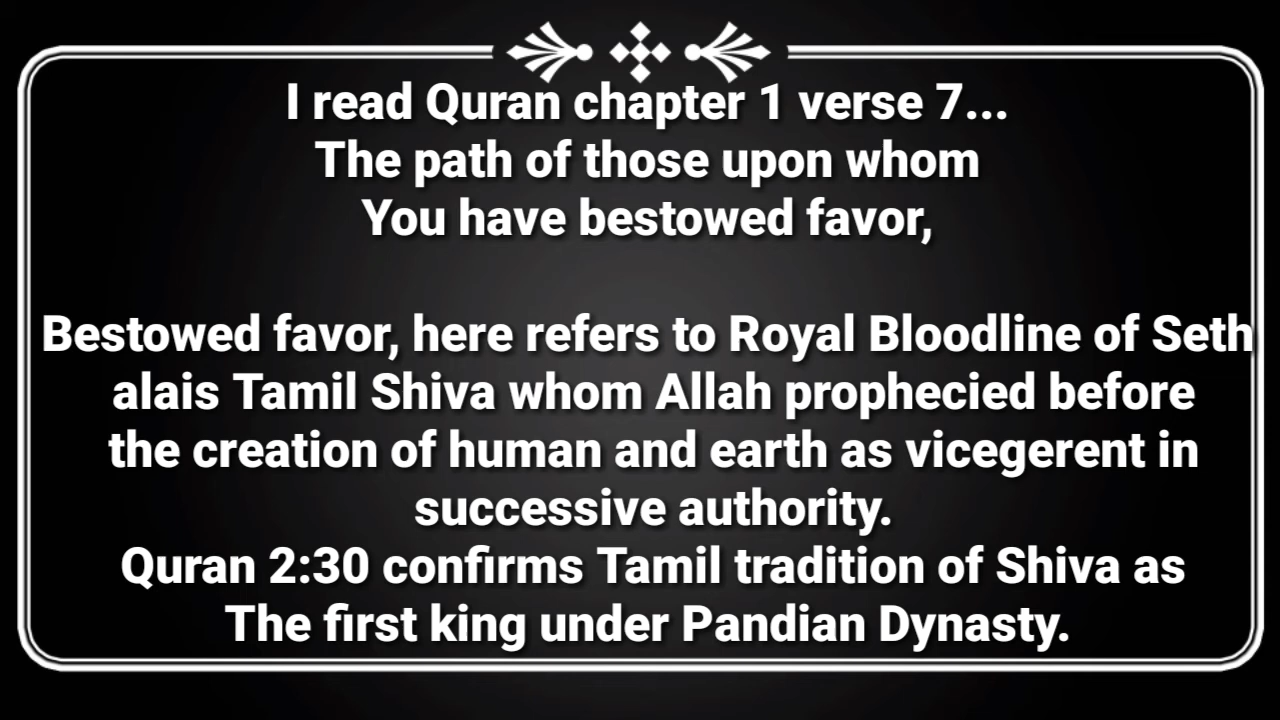 I read Quran chapter 1 verse 7...
The path of those upon whom
You have bestowed favor,
Bestowed favor, here refers to Royal Bloodline of Seth
alais Tamil Shiva whom Allah prophecied before
the creation of human and earth as vicegerent in
successive authority.
Quran 2:30 confirms Tamil tradition of Shiva as
The first king under Pandian Dynasty.